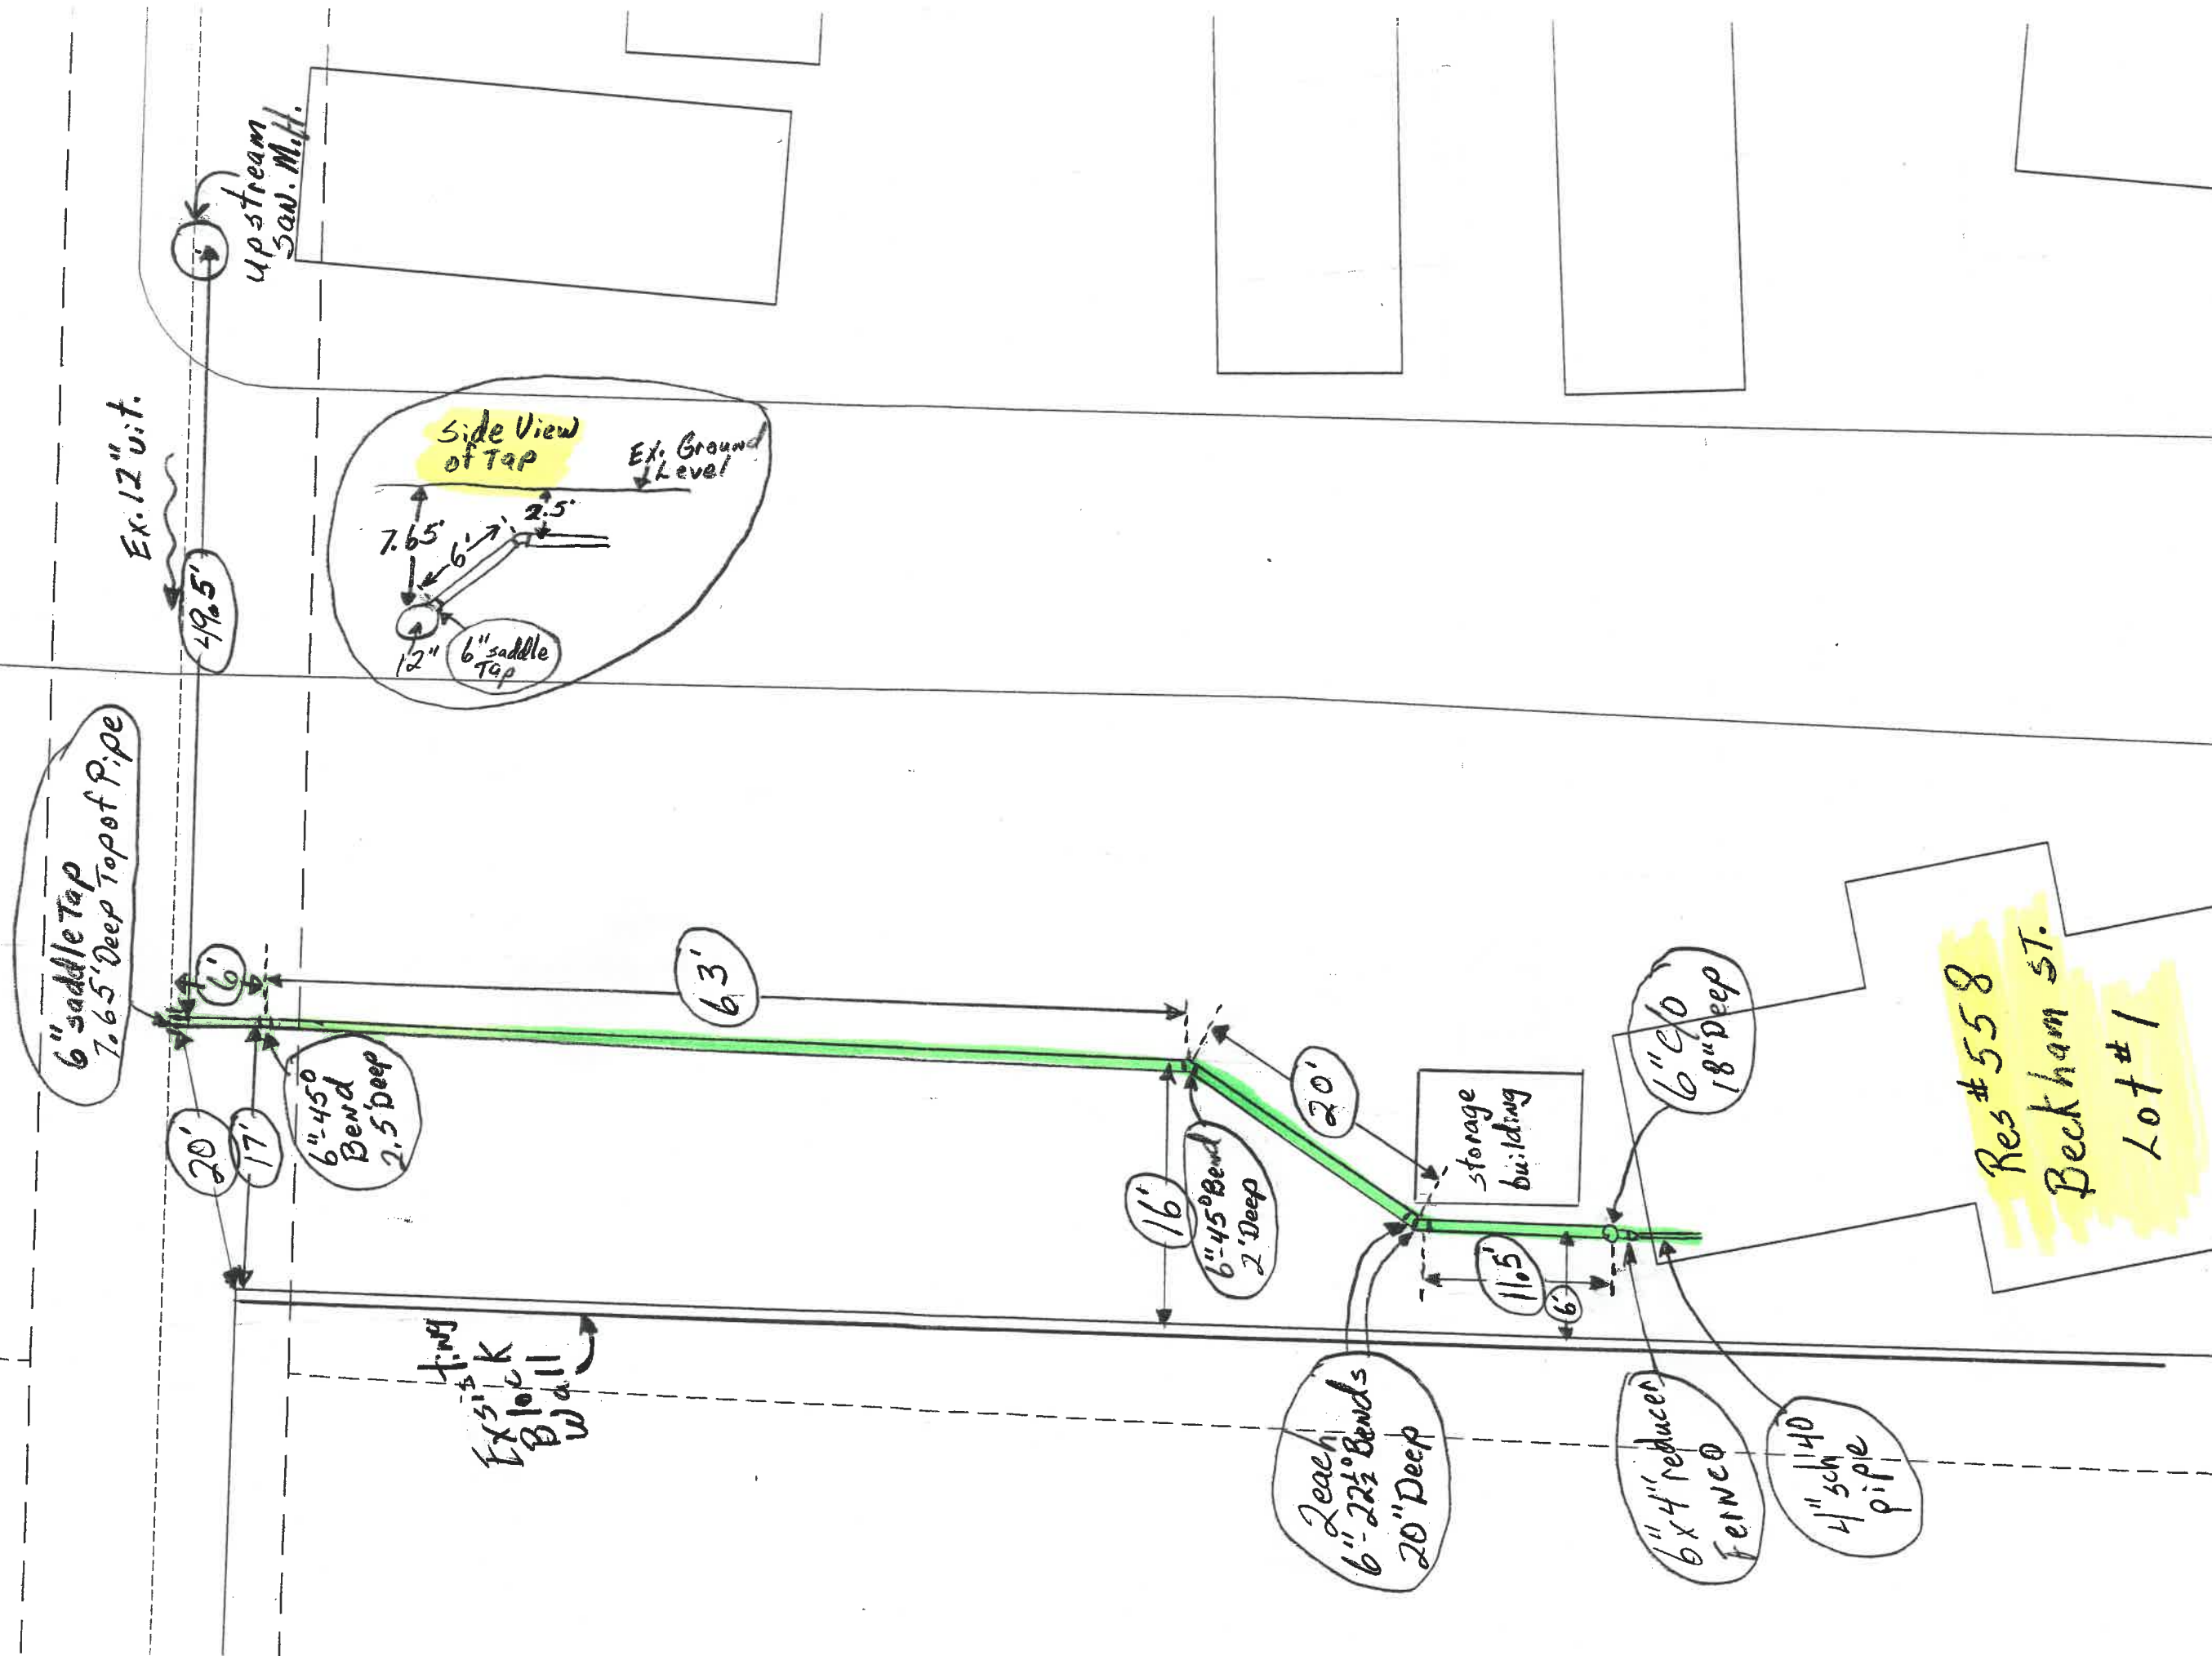 upstream
San. M.H.
Ex. 12" Vit.
49.5'
Side View
of Tap
Ex. Ground
Level
7.65'
6'
2.5'
12"
6" saddle
Tap
6" saddle Tap
7.65' Deep Top of Pipe
6'
63'
20'
17'
6"-45°
Bend
2.5' Deep
16'
6"-45° Bend
2' Deep
20'
storage
building
6" c/o
18" Deep
11.5'
6'
Exsisting
Block
Wall
2 each
6"-22½° Bends
20" Deep
6"x4" reducer
Fernco
4" sch 40
pipe
Res # 558
Beckham ST.
Lot #1